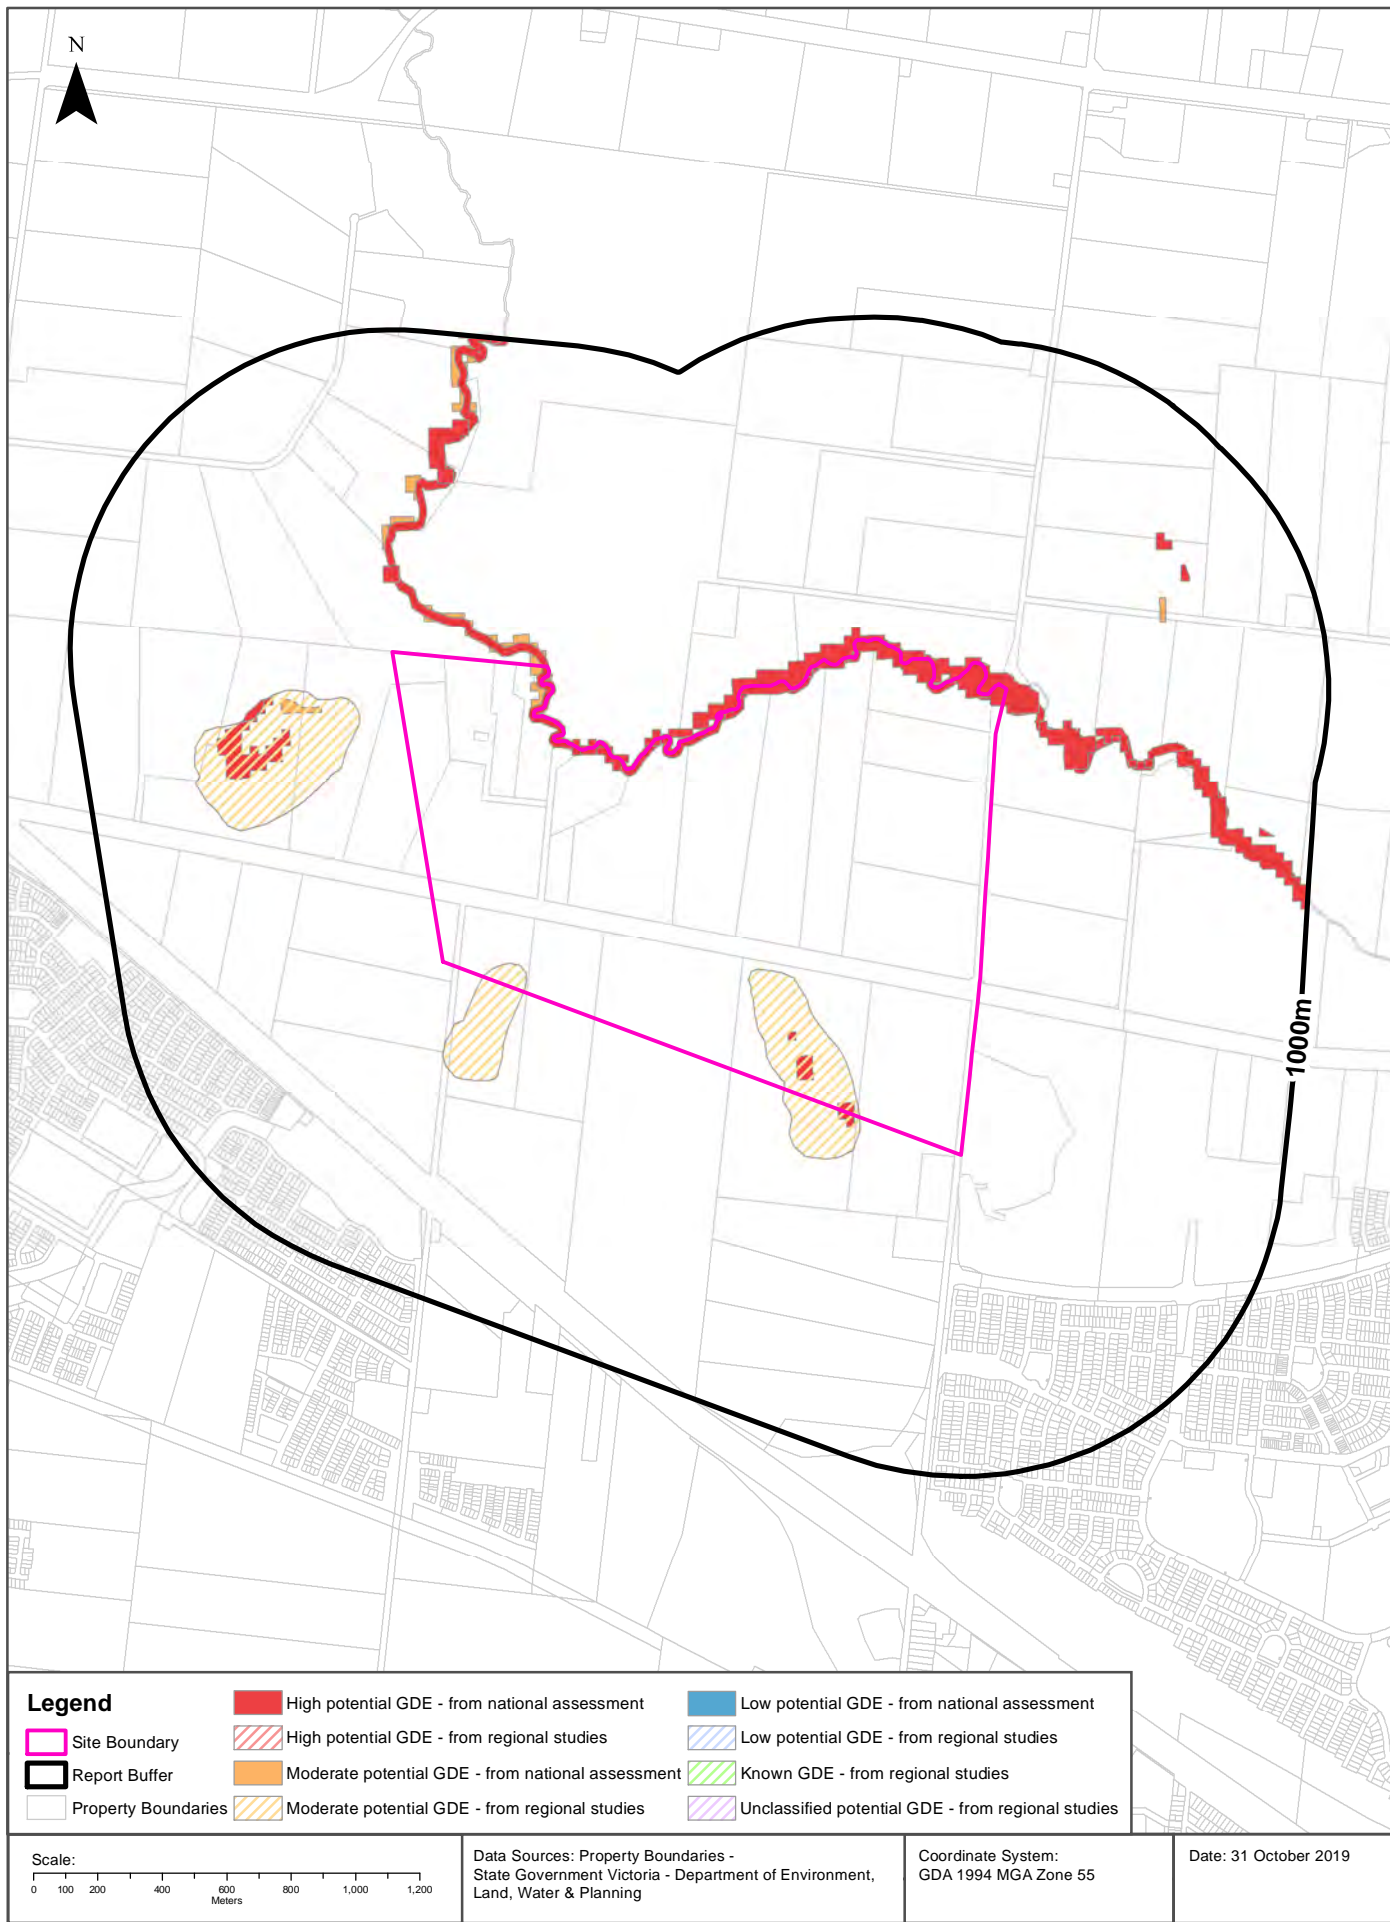 N
1000m
Legend
Site Boundary
Report Buffer
Property Boundaries
High potential GDE - from national assessment
High potential GDE - from regional studies
Moderate potential GDE - from national assessment
Moderate potential GDE - from regional studies
Low potential GDE - from national assessment
Low potential GDE - from regional studies
Known GDE - from regional studies
Unclassified potential GDE - from regional studies
Scale:
0 100 200 400 600 800 1,000 1,200
Meters
Data Sources: Property Boundaries -
State Government Victoria - Department of Environment,
Land, Water & Planning
Coordinate System:
GDA 1994 MGA Zone 55
Date: 31 October 2019